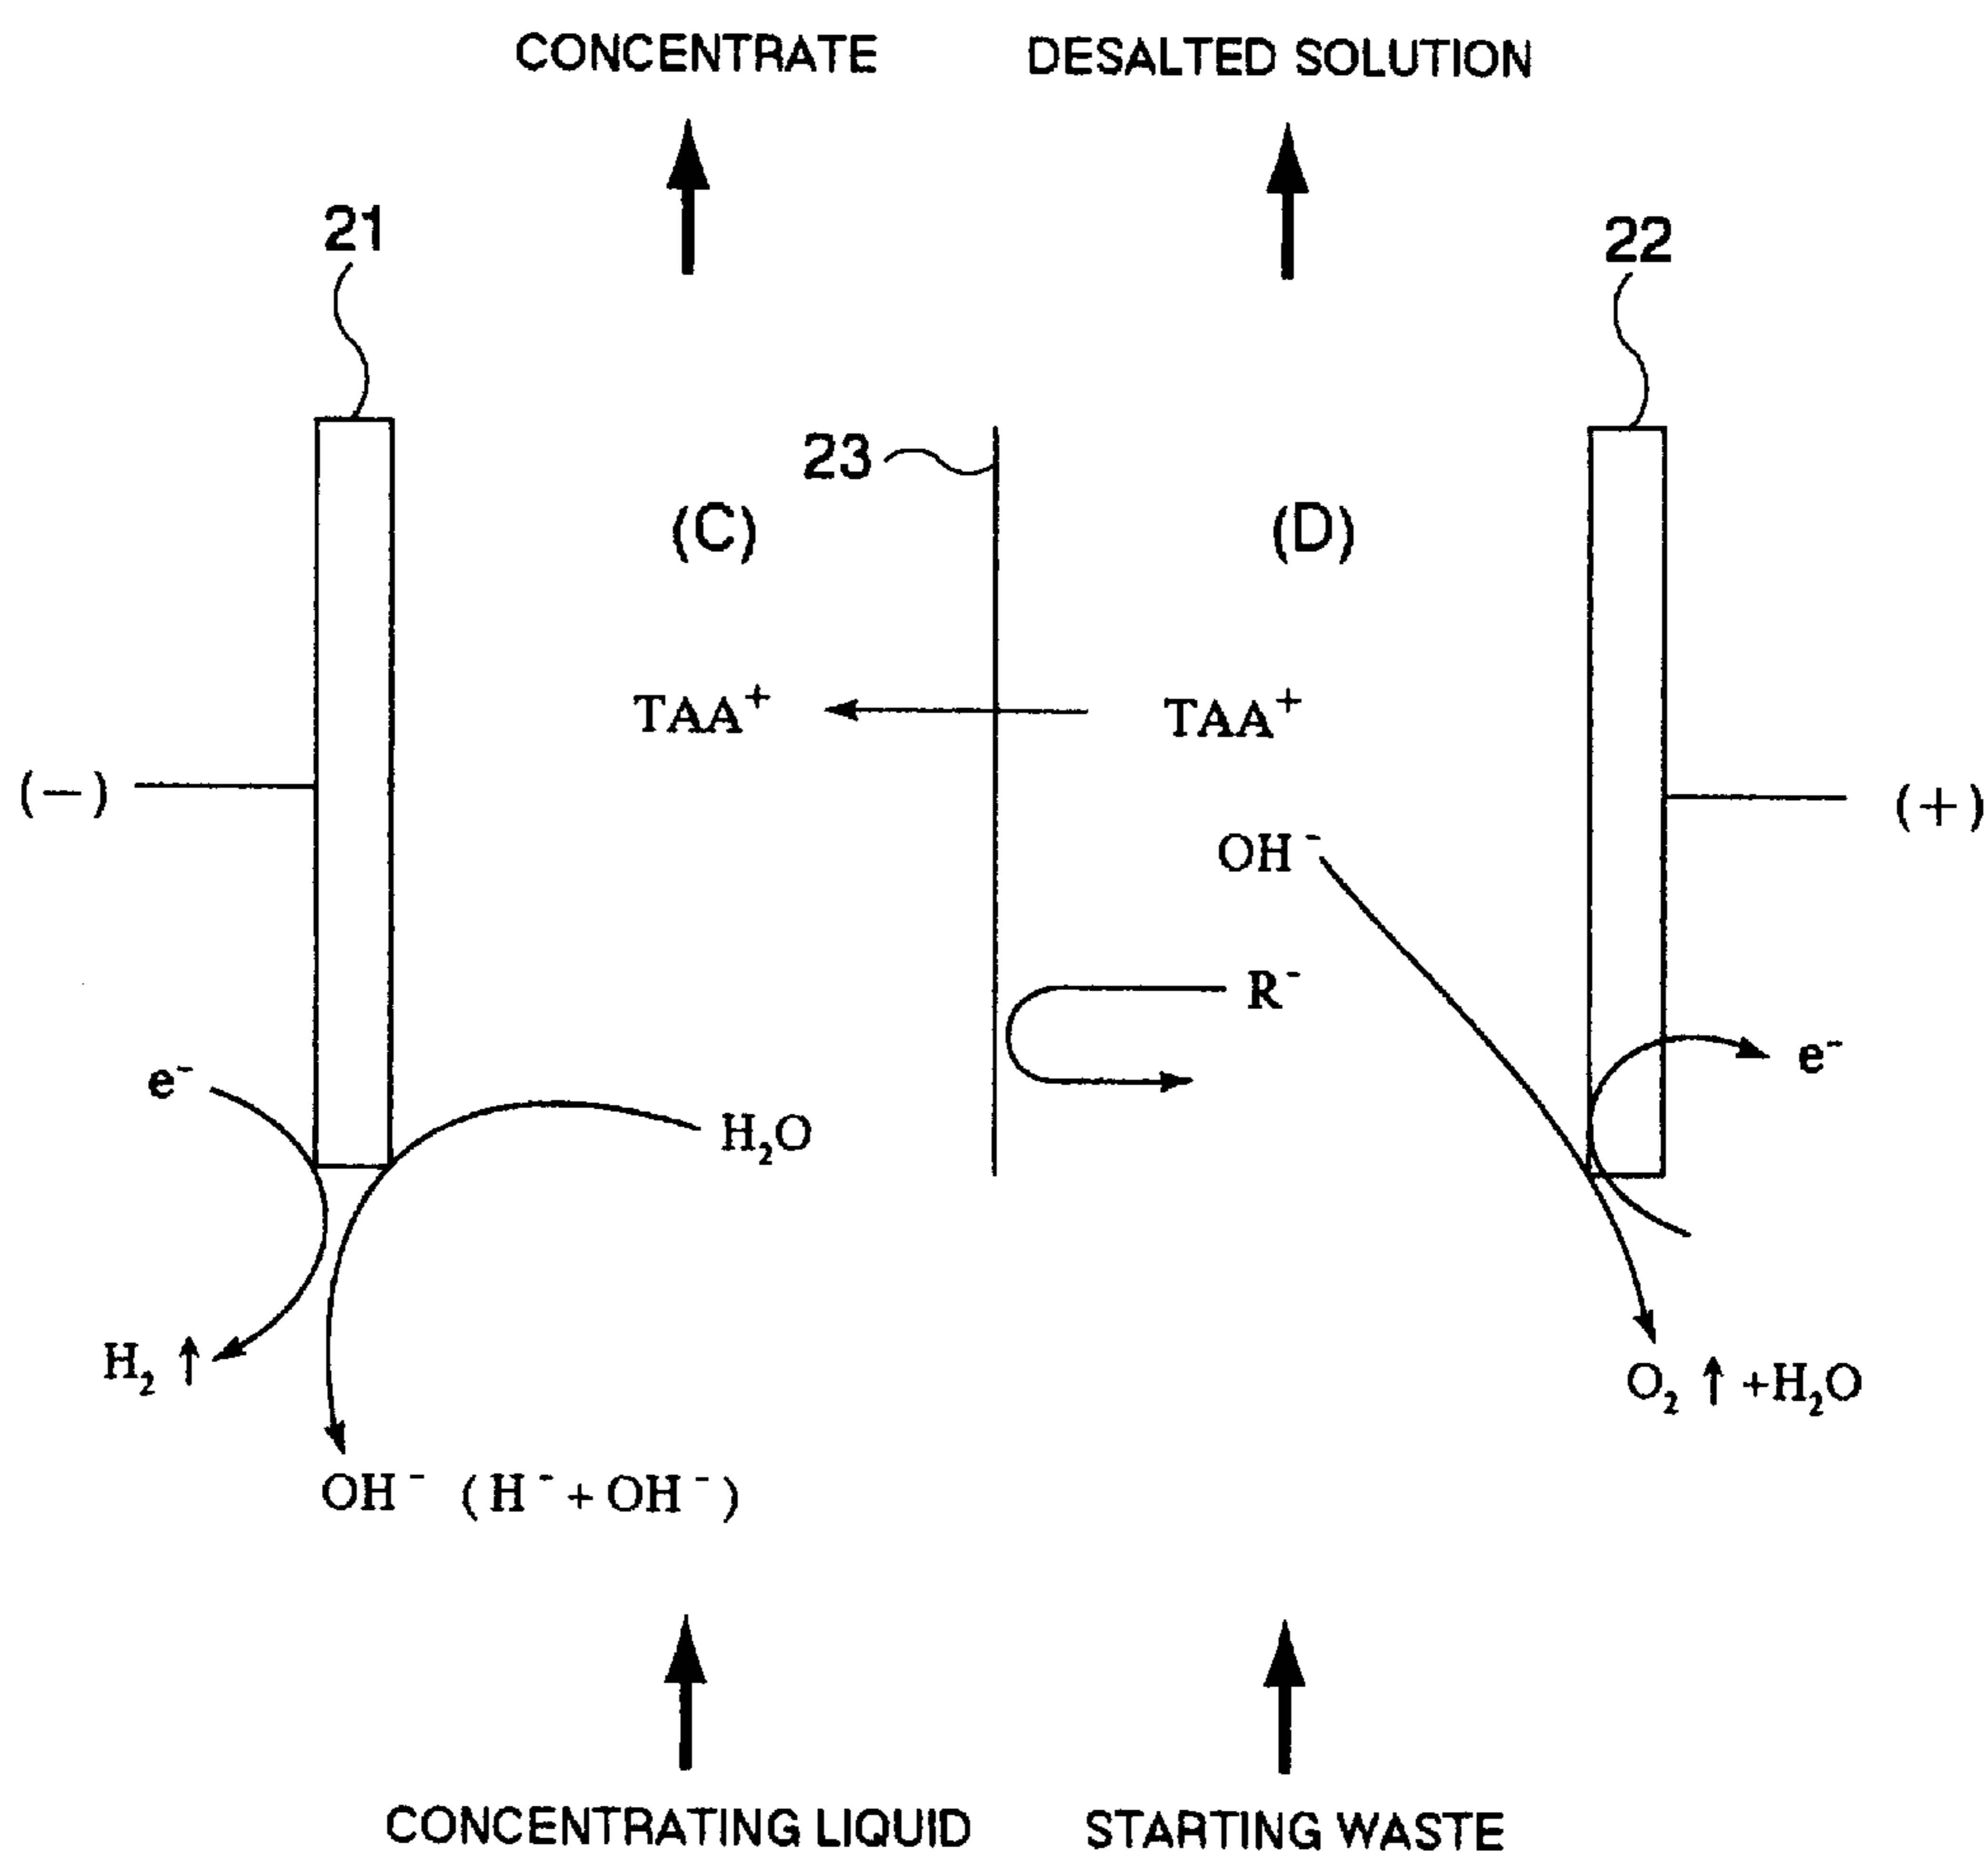 CONCENTRATE
DESALTED SOLUTION
21
22
23
(C)
(D)
TAA⁺
TAA⁺
(−)
(+)
OH⁻
R⁻
e⁻
e⁻
H₂O
H₂ ↑
O₂ ↑ +H₂O
OH⁻ (H⁻+OH⁻)
CONCENTRATING LIQUID
STARTING WASTE